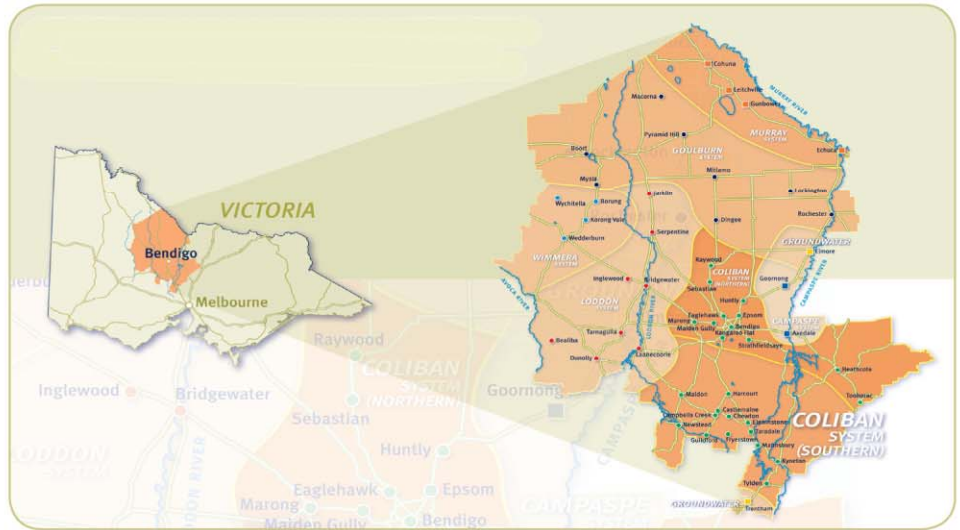 VICTORIA
Bendigo
Melbourne
Cohuna
Leitchville
Gunbower
Macorna
MURRAY RIVER
Pyramid Hill
MURRAY
SYSTEM
GOULBURN
SYSTEM
Echuca
Boort
Mitiamo
Mysia
Lockington
Jarklin
Wychitella
Borung
Rochester
Korong Vale
Dingee
Serpentine
Wedderburn
GROUNDWATER
Elmore
WIMMERA
SYSTEM
Raywood
COLIBAN
SYSTEM
(NORTHERN)
Goornong
Inglewood
Bridgewater
Sebastian
AVOCA RIVER
CAMPASPE RIVER
LODDON
SYSTEM
LODDON RIVER
Huntly
Eaglehawk
Epsom
Marong
Bendigo
CAMPASPE
Maiden Gully
Kangaroo Flat
Axedale
Tarnagulla
Strathfieldsaye
Bealiba
Laanecoorie
Dunolly
Heathcote
Maldon
Harcourt
Tooborac
Castlemaine
Campbells Creek
Chewton
Newstead
Elphinstone
Taradale
Guildford
Fryerstown
Malmsbury
COLIBAN
SYSTEM
(SOUTHERN)
Kyneton
Tylden
GROUNDWATER
Trentham
Raywood
COLIBAN
SYSTEM
(NORTHERN)
Goornong
Inglewood
Bridgewater
Sebastian
LODDON RIVER
CAMPASPE
Huntly
Eaglehawk
Epsom
Marong
CAMPASPE
Maiden Gully
Bendigo